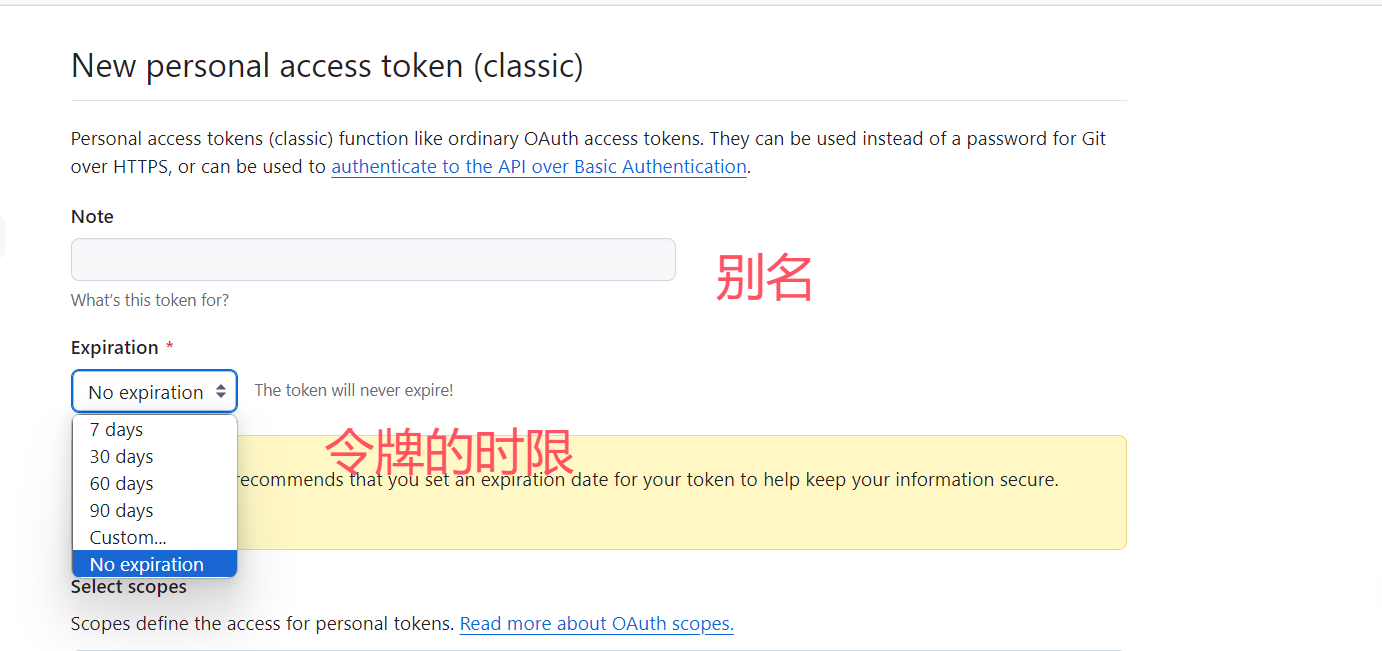 New personal access token (classic)
Personal access tokens (classic) function like ordinary OAuth access tokens. They can be used instead of a password for Git
over HTTPS, or can be used to authenticate to the API over Basic Authentication.
Note
别名
What's this token for?
Expiration *
No expiration
The token will never expire!
7 days
30 days
60 days
90 days
Custom...
No expiration
令牌的时限
recommends that you set an expiration date for your token to help keep your information secure.
Select scopes
Scopes define the access for personal tokens. Read more about OAuth scopes.